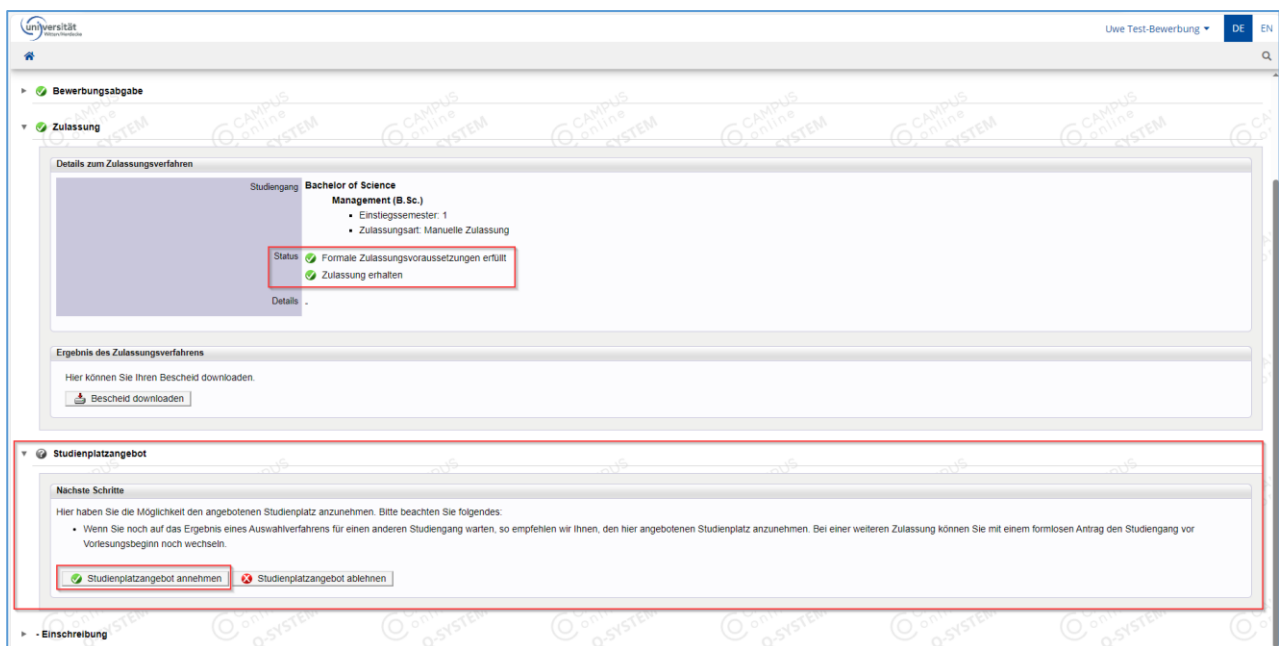 universität
Witten/Herdecke
Uwe Test-Bewerbung
DE EN
Bewerbungsabgabe
Zulassung
Details zum Zulassungsverfahren
Studiengang Bachelor of Science
Management (B.Sc.)
Einstiegssemester: 1
Zulassungsart: Manuelle Zulassung
Status Formale Zulassungsvoraussetzungen erfüllt
Zulassung erhalten
Details .
Ergebnis des Zulassungsverfahrens
Hier können Sie Ihren Bescheid downloaden.
Bescheid downloaden
Studienplatzangebot
Nächste Schritte
Hier haben Sie die Möglichkeit den angebotenen Studienplatz anzunehmen. Bitte beachten Sie folgendes:
Wenn Sie noch auf das Ergebnis eines Auswahlverfahrens für einen anderen Studiengang warten, so empfehlen wir Ihnen, den hier angebotenen Studienplatz anzunehmen. Bei einer weiteren Zulassung können Sie mit einem formlosen Antrag den Studiengang vor
Vorlesungsbeginn noch wechseln.
Studienplatzangebot annehmen Studienplatzangebot ablehnen
- Einschreibung
CAMPUS
online
Q-SYSTEM